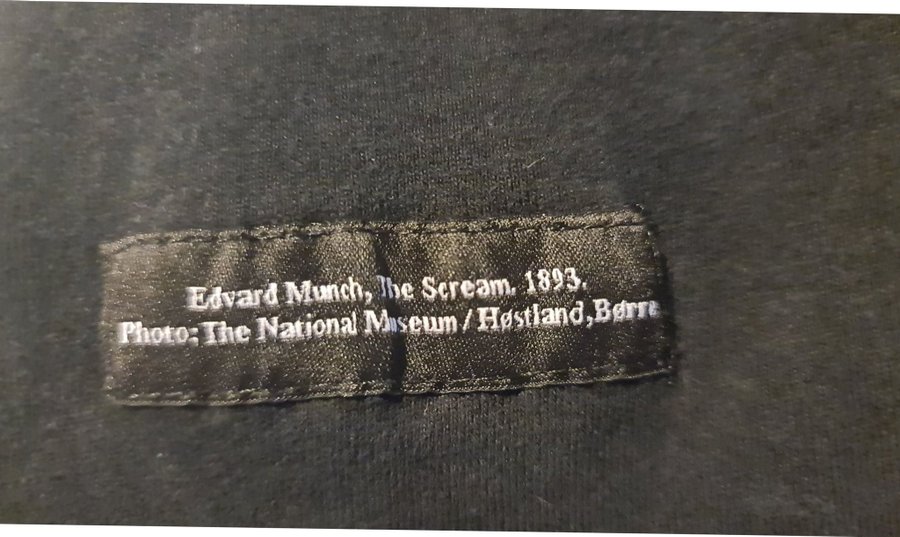 Edvard Munch, The Scream. 1893.
Photo: The National Museum / Høstland, Børre